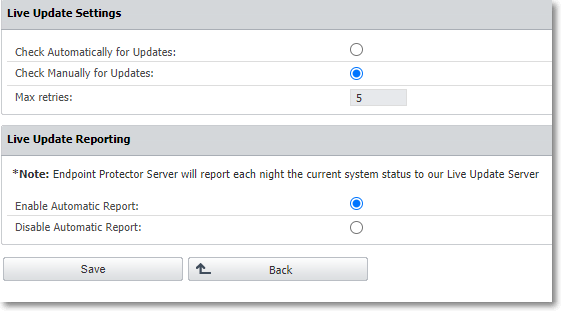 Live Update Settings
Check Automatically for Updates:
Check Manually for Updates:
Max retries:
5
Live Update Reporting
*Note: Endpoint Protector Server will report each night the current system status to our Live Update Server
Enable Automatic Report:
Disable Automatic Report:
Save
Back